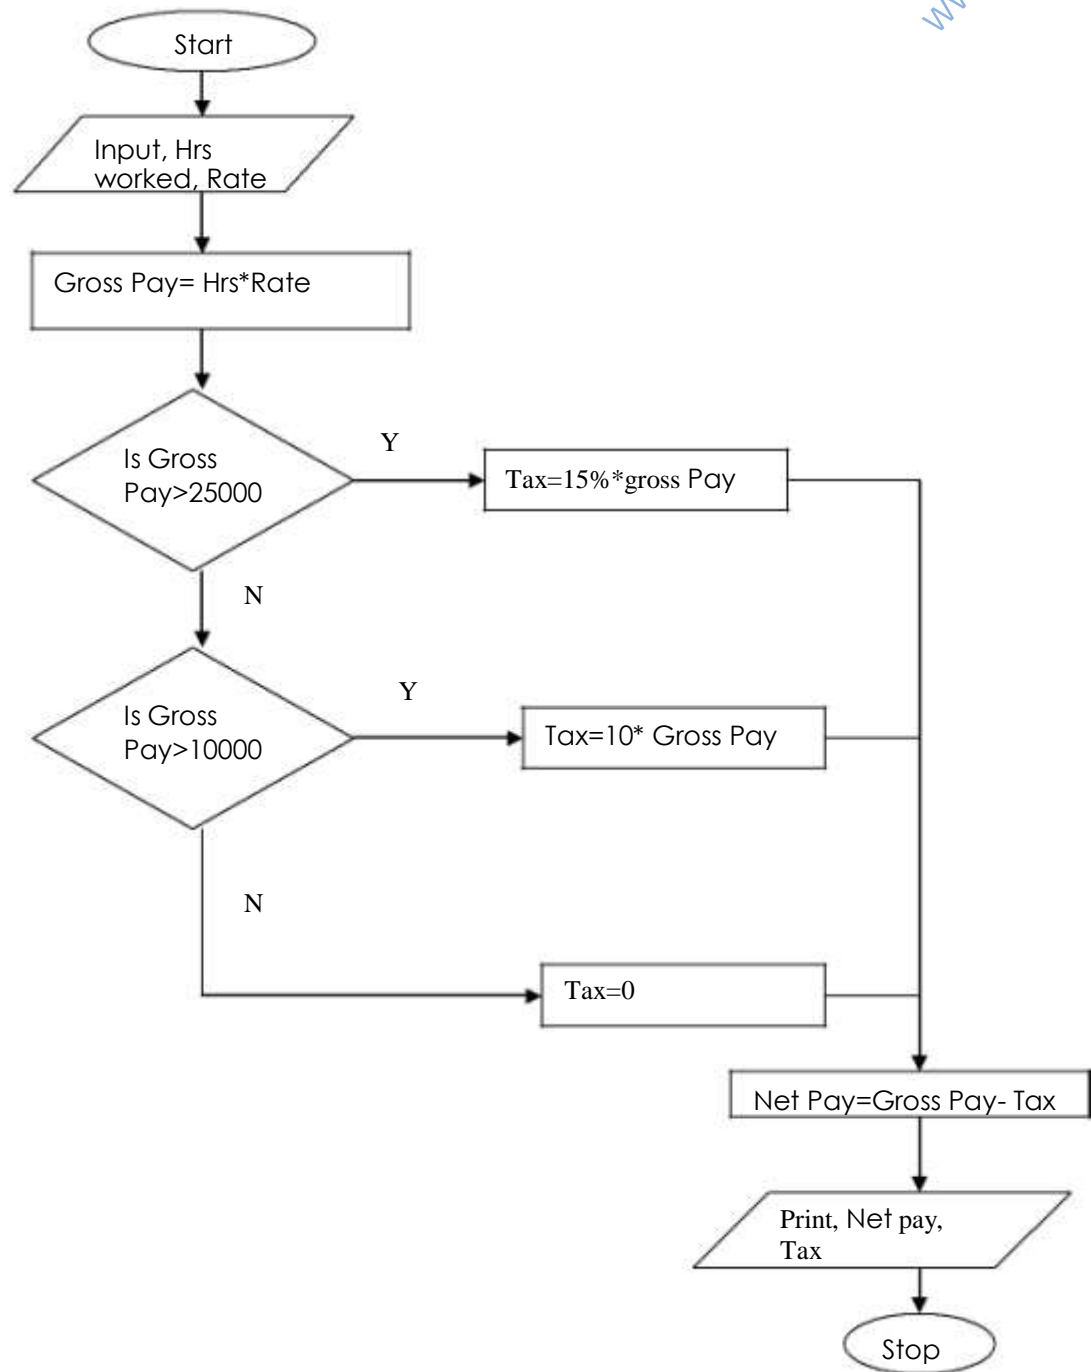 Start
Input, Hrs
worked, Rate
Gross Pay= Hrs*Rate
Is Gross
Pay>25000
Y
Tax=15%*gross Pay
N
Is Gross
Pay>10000
Y
Tax=10* Gross Pay
N
Tax=0
Net Pay=Gross Pay- Tax
Print, Net pay,
Tax
Stop